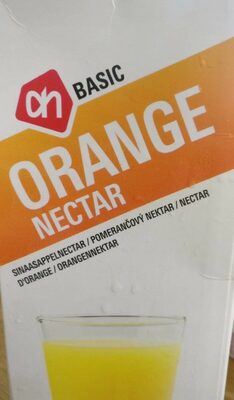 ah BASIC
ORANGE
NECTAR
SINAASAPPELNECTAR / POMERANČOVÝ NEKTAR / NECTAR
D'ORANGE / ORANGENNEKTAR